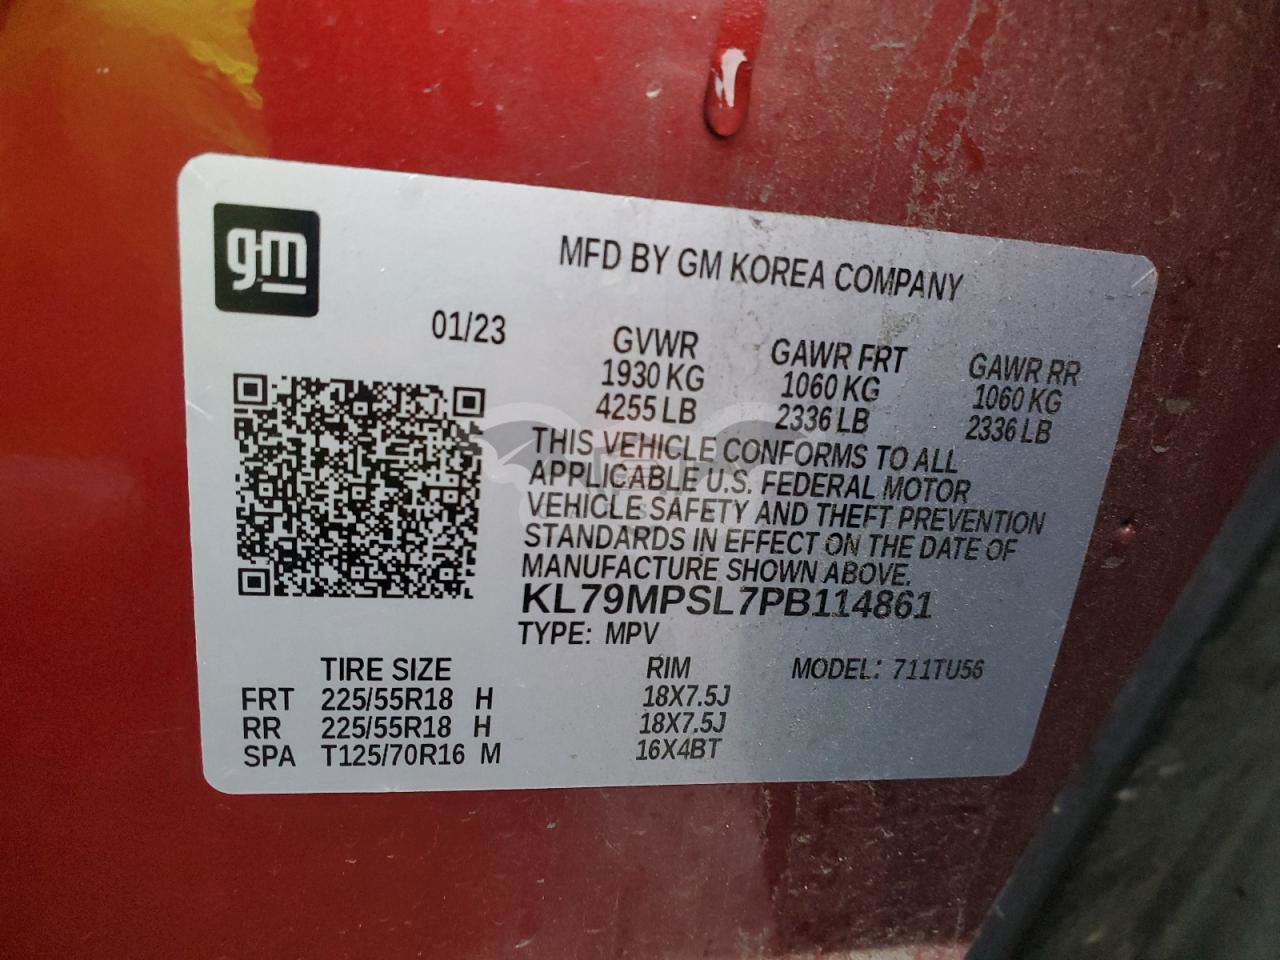 gm
MFD BY GM KOREA COMPANY
01/23
GVWR GAWR FRT GAWR RR
1930 KG 1060 KG 1060 KG
4255 LB 2336 LB 2336 LB
THIS VEHICLE CONFORMS TO ALL
APPLICABLE U.S. FEDERAL MOTOR
VEHICLE SAFETY AND THEFT PREVENTION
STANDARDS IN EFFECT ON THE DATE OF
MANUFACTURE SHOWN ABOVE.
KL79MPSL7PB114861
TYPE: MPV
TIRE SIZE RIM MODEL: 711TU56
FRT 225/55R18 H 18X7.5J
RR 225/55R18 H 18X7.5J
SPA T125/70R16 M 16X4BT